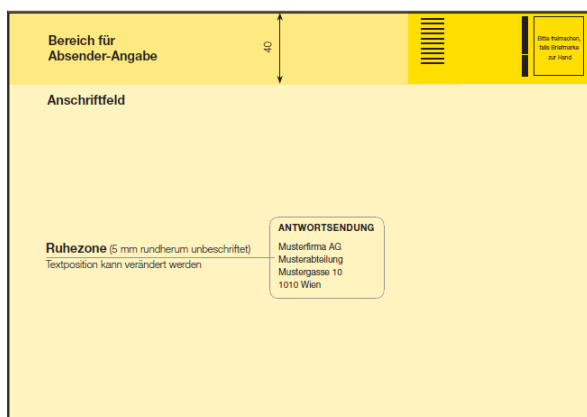 Bereich für
Absender-Angabe
40
Bitte freimachen,
falls Briefmarke
zur Hand
Anschriftfeld
ANTWORTSENDUNG
Musterfirma AG
Musterabteilung
Mustergasse 10
1010 Wien
Ruhezone (5 mm rundherum unbeschriftet)
Textposition kann verändert werden